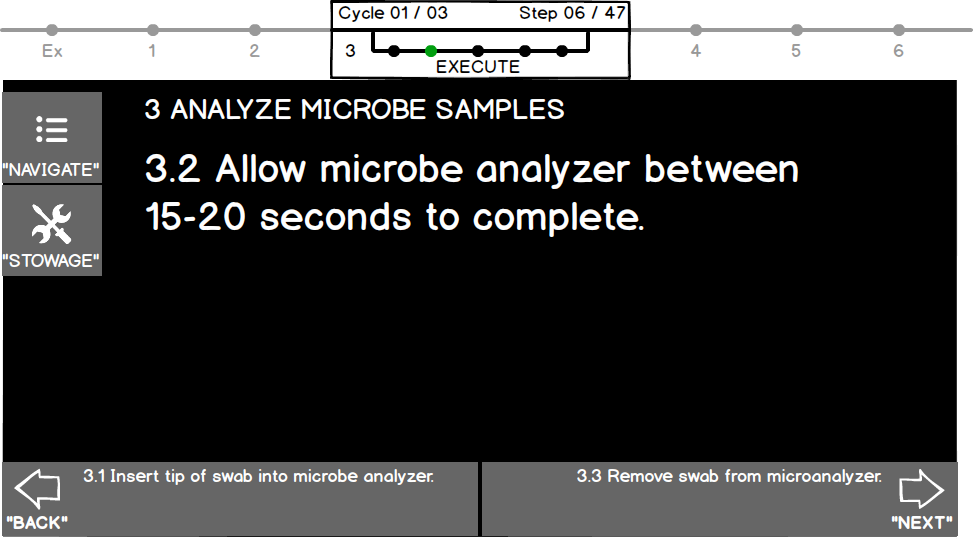 Cycle 01 / 03 Step 06 / 47
Ex 1 2 3 4 5 6
EXECUTE
3 ANALYZE MICROBE SAMPLES
"NAVIGATE"
3.2 Allow microbe analyzer between
15-20 seconds to complete.
"STOWAGE"
3.1 Insert tip of swab into microbe analyzer.
"BACK"
3.3 Remove swab from microanalyzer.
"NEXT"